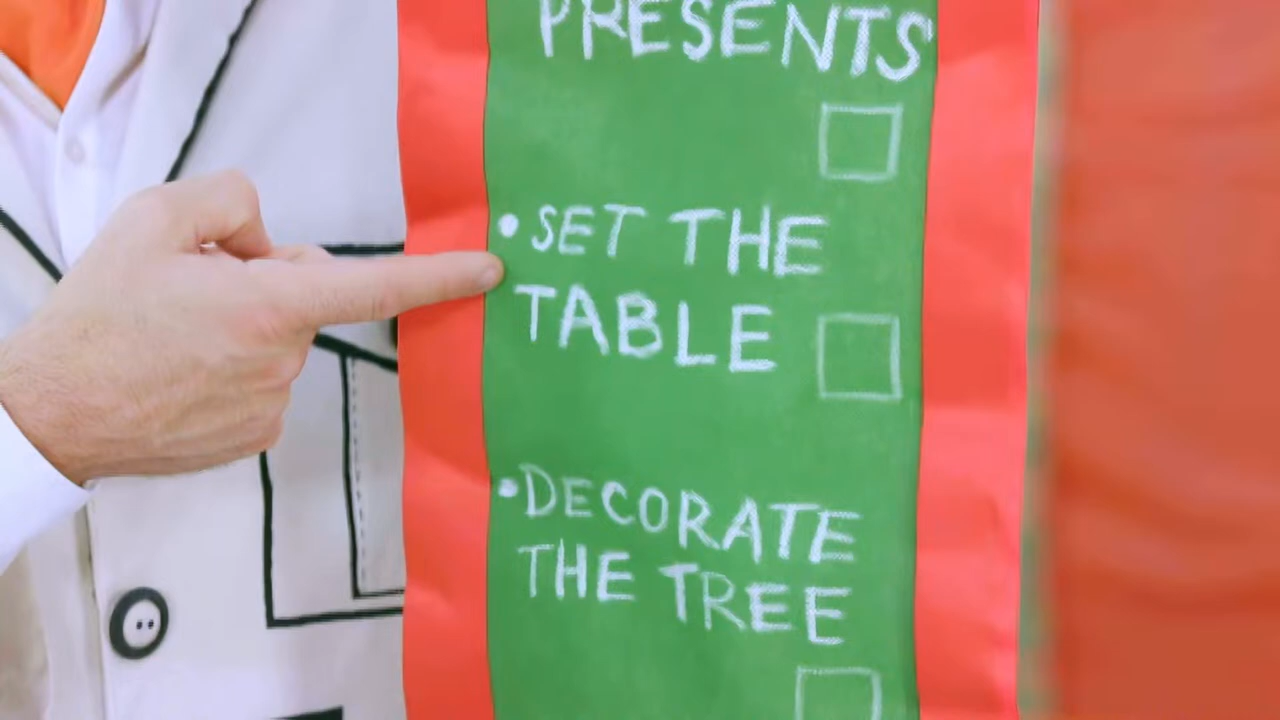 PRESENTS
• SET THE
TABLE
• DECORATE
THE TREE